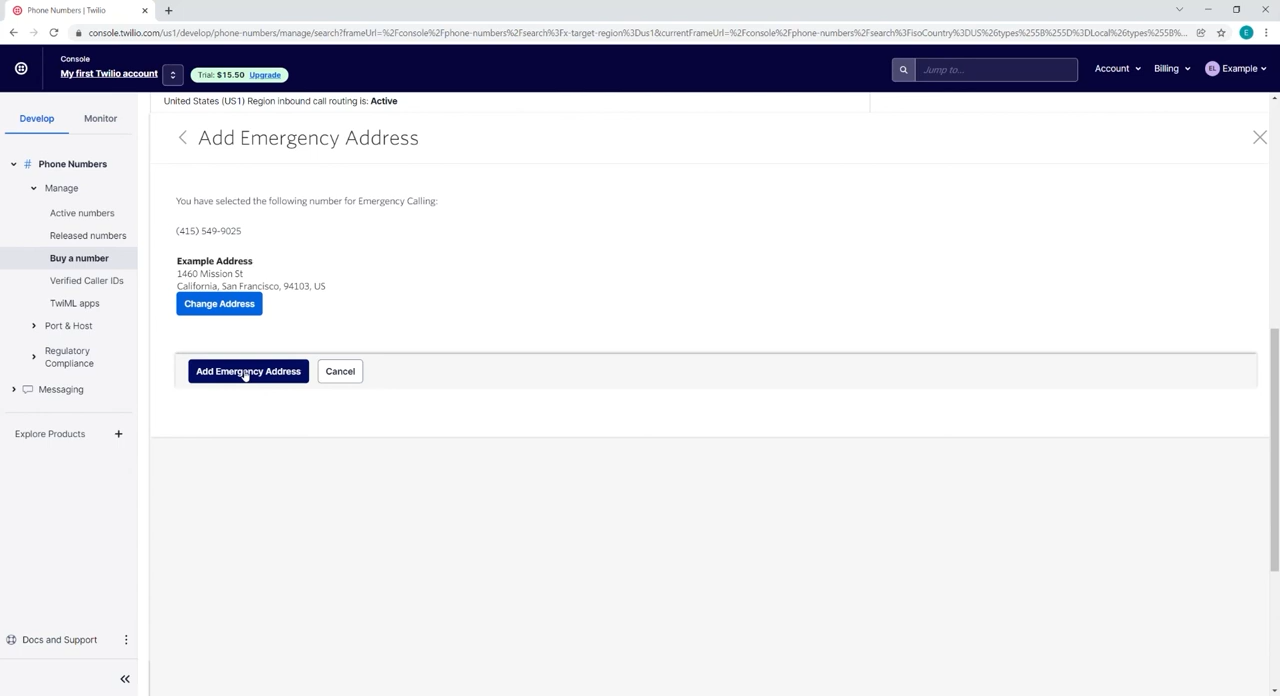 Phone Numbers | Twilio
console.twilio.com/us1/develop/phone-numbers/manage/search?frameUrl=%2Fconsole%2Fphone-numbers%2Fsearch%3Fx-target-region%3Dus1&currentFrameUrl=%2Fconsole%2Fphone-numbers%2Fsearch%3FisoCountry%3DUS%26types%255B%255D%3DLocal%26types%255B%...
E
Console
My first Twilio account
Trial: $15.50 Upgrade
Jump to...
Account
Billing
EL Example
Develop
Monitor
# Phone Numbers
Manage
Active numbers
Released numbers
Buy a number
Verified Caller IDs
TwiML apps
Port & Host
Regulatory
Compliance
Messaging
Explore Products +
Docs and Support
United States (US1) Region inbound call routing is: Active
Add Emergency Address
You have selected the following number for Emergency Calling:
(415) 549-9025
Example Address
1460 Mission St
California, San Francisco, 94103, US
Change Address
Add Emergency Address
Cancel